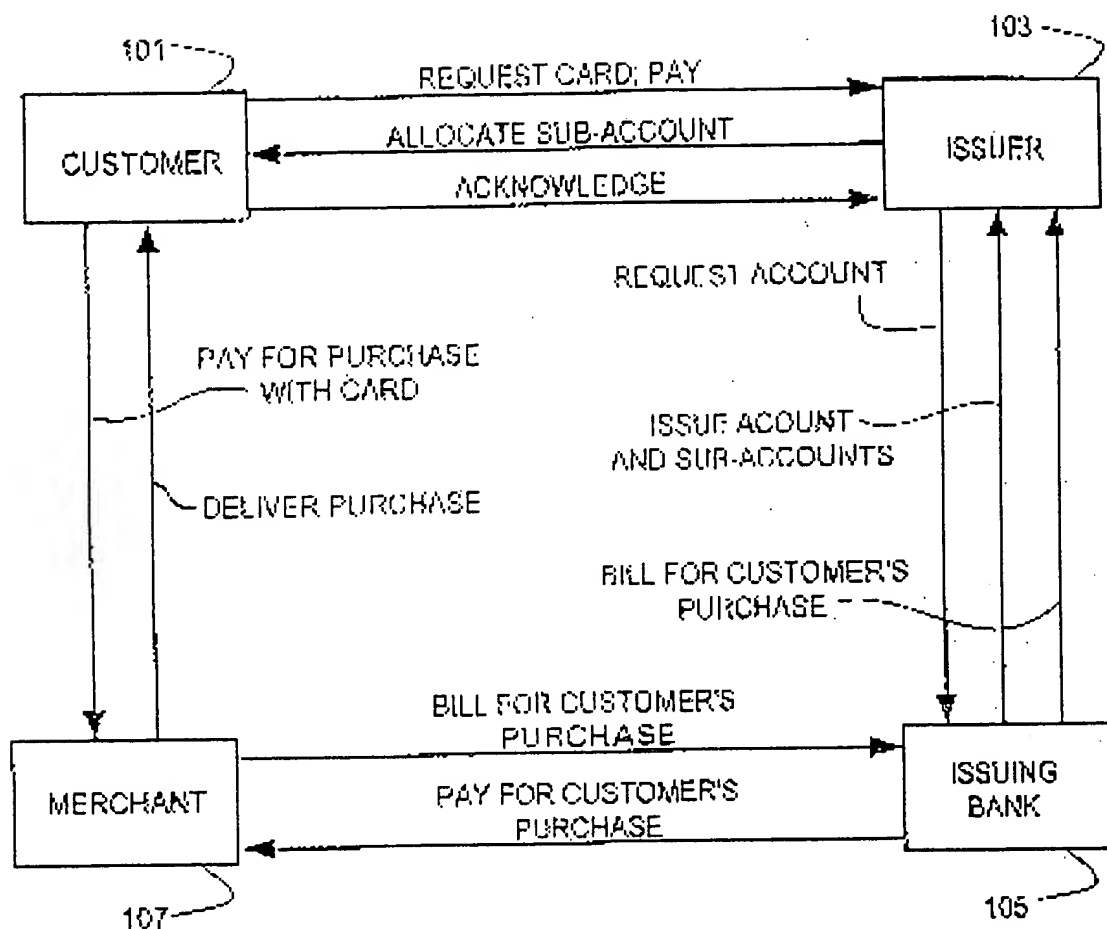 101
103
REQUEST CARD; PAY
CUSTOMER
ALLOCATE SUB-ACCOUNT
ISSUER
ACKNOWLEDGE
REQUEST ACCOUNT
PAY FOR PURCHASE
WITH CARD
ISSUE ACOUNT
AND SUB-ACCOUNTS
DELIVER PURCHASE
BILL FOR CUSTOMER'S
PURCHASE
BILL FOR CUSTOMER'S
PURCHASE
MERCHANT
PAY FOR CUSTOMER'S
PURCHASE
ISSUING
BANK
107
105